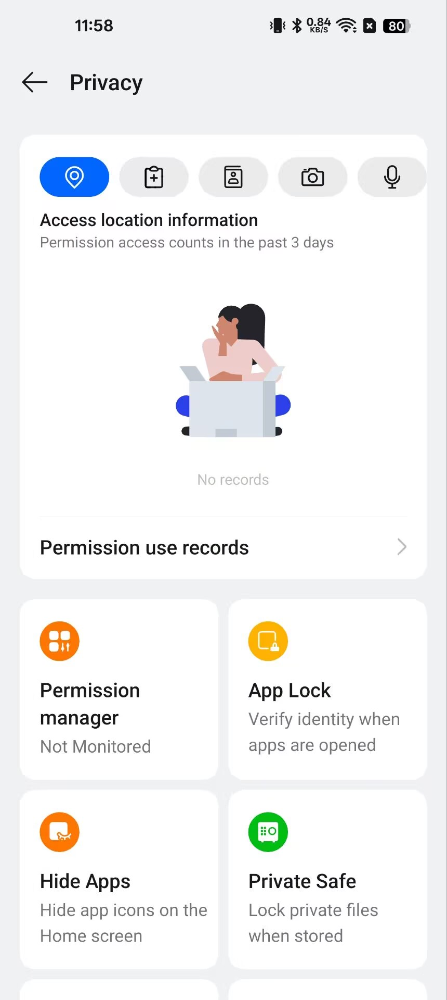 11:58
0.84
KB/S
80
Privacy
Access location information
Permission access counts in the past 3 days
No records
Permission use records
Permission
manager
Not Monitored
App Lock
Verify identity when
apps are opened
Hide Apps
Hide app icons on the
Home screen
Private Safe
Lock private files
when stored